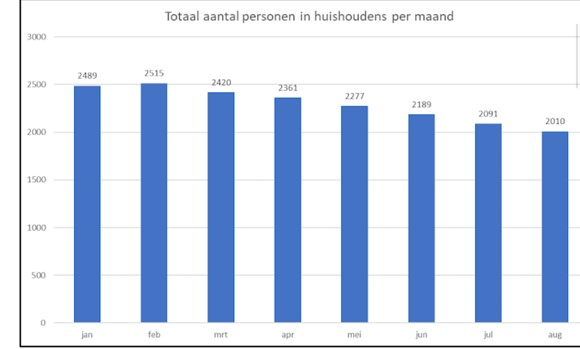 Totaal aantal personen in huishoudens per maand
3000
2500
2000
1500
1000
500
0
2489
2515
2420
2361
2277
2189
2091
2010
jan
feb
mrt
apr
mei
jun
jul
aug